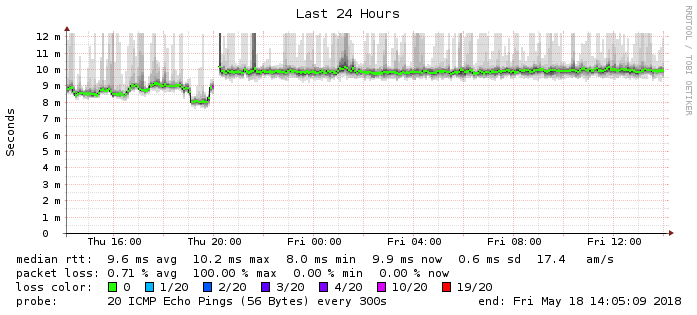 Last 24 Hours
RRDTOOL / TOBI OETIKER
Seconds
12 m
11 m
10 m
9 m
8 m
7 m
6 m
5 m
4 m
3 m
2 m
1 m
0
Thu 16:00 Thu 20:00 Fri 00:00 Fri 04:00 Fri 08:00 Fri 12:00
median rtt: 9.6 ms avg 10.2 ms max 8.0 ms min 9.9 ms now 0.6 ms sd 17.4 am/s
packet loss: 0.71 % avg 100.00 % max 0.00 % min 0.00 % now
loss color: 0 1/20 2/20 3/20 4/20 10/20 19/20
probe: 20 ICMP Echo Pings (56 Bytes) every 300s end: Fri May 18 14:05:09 2018